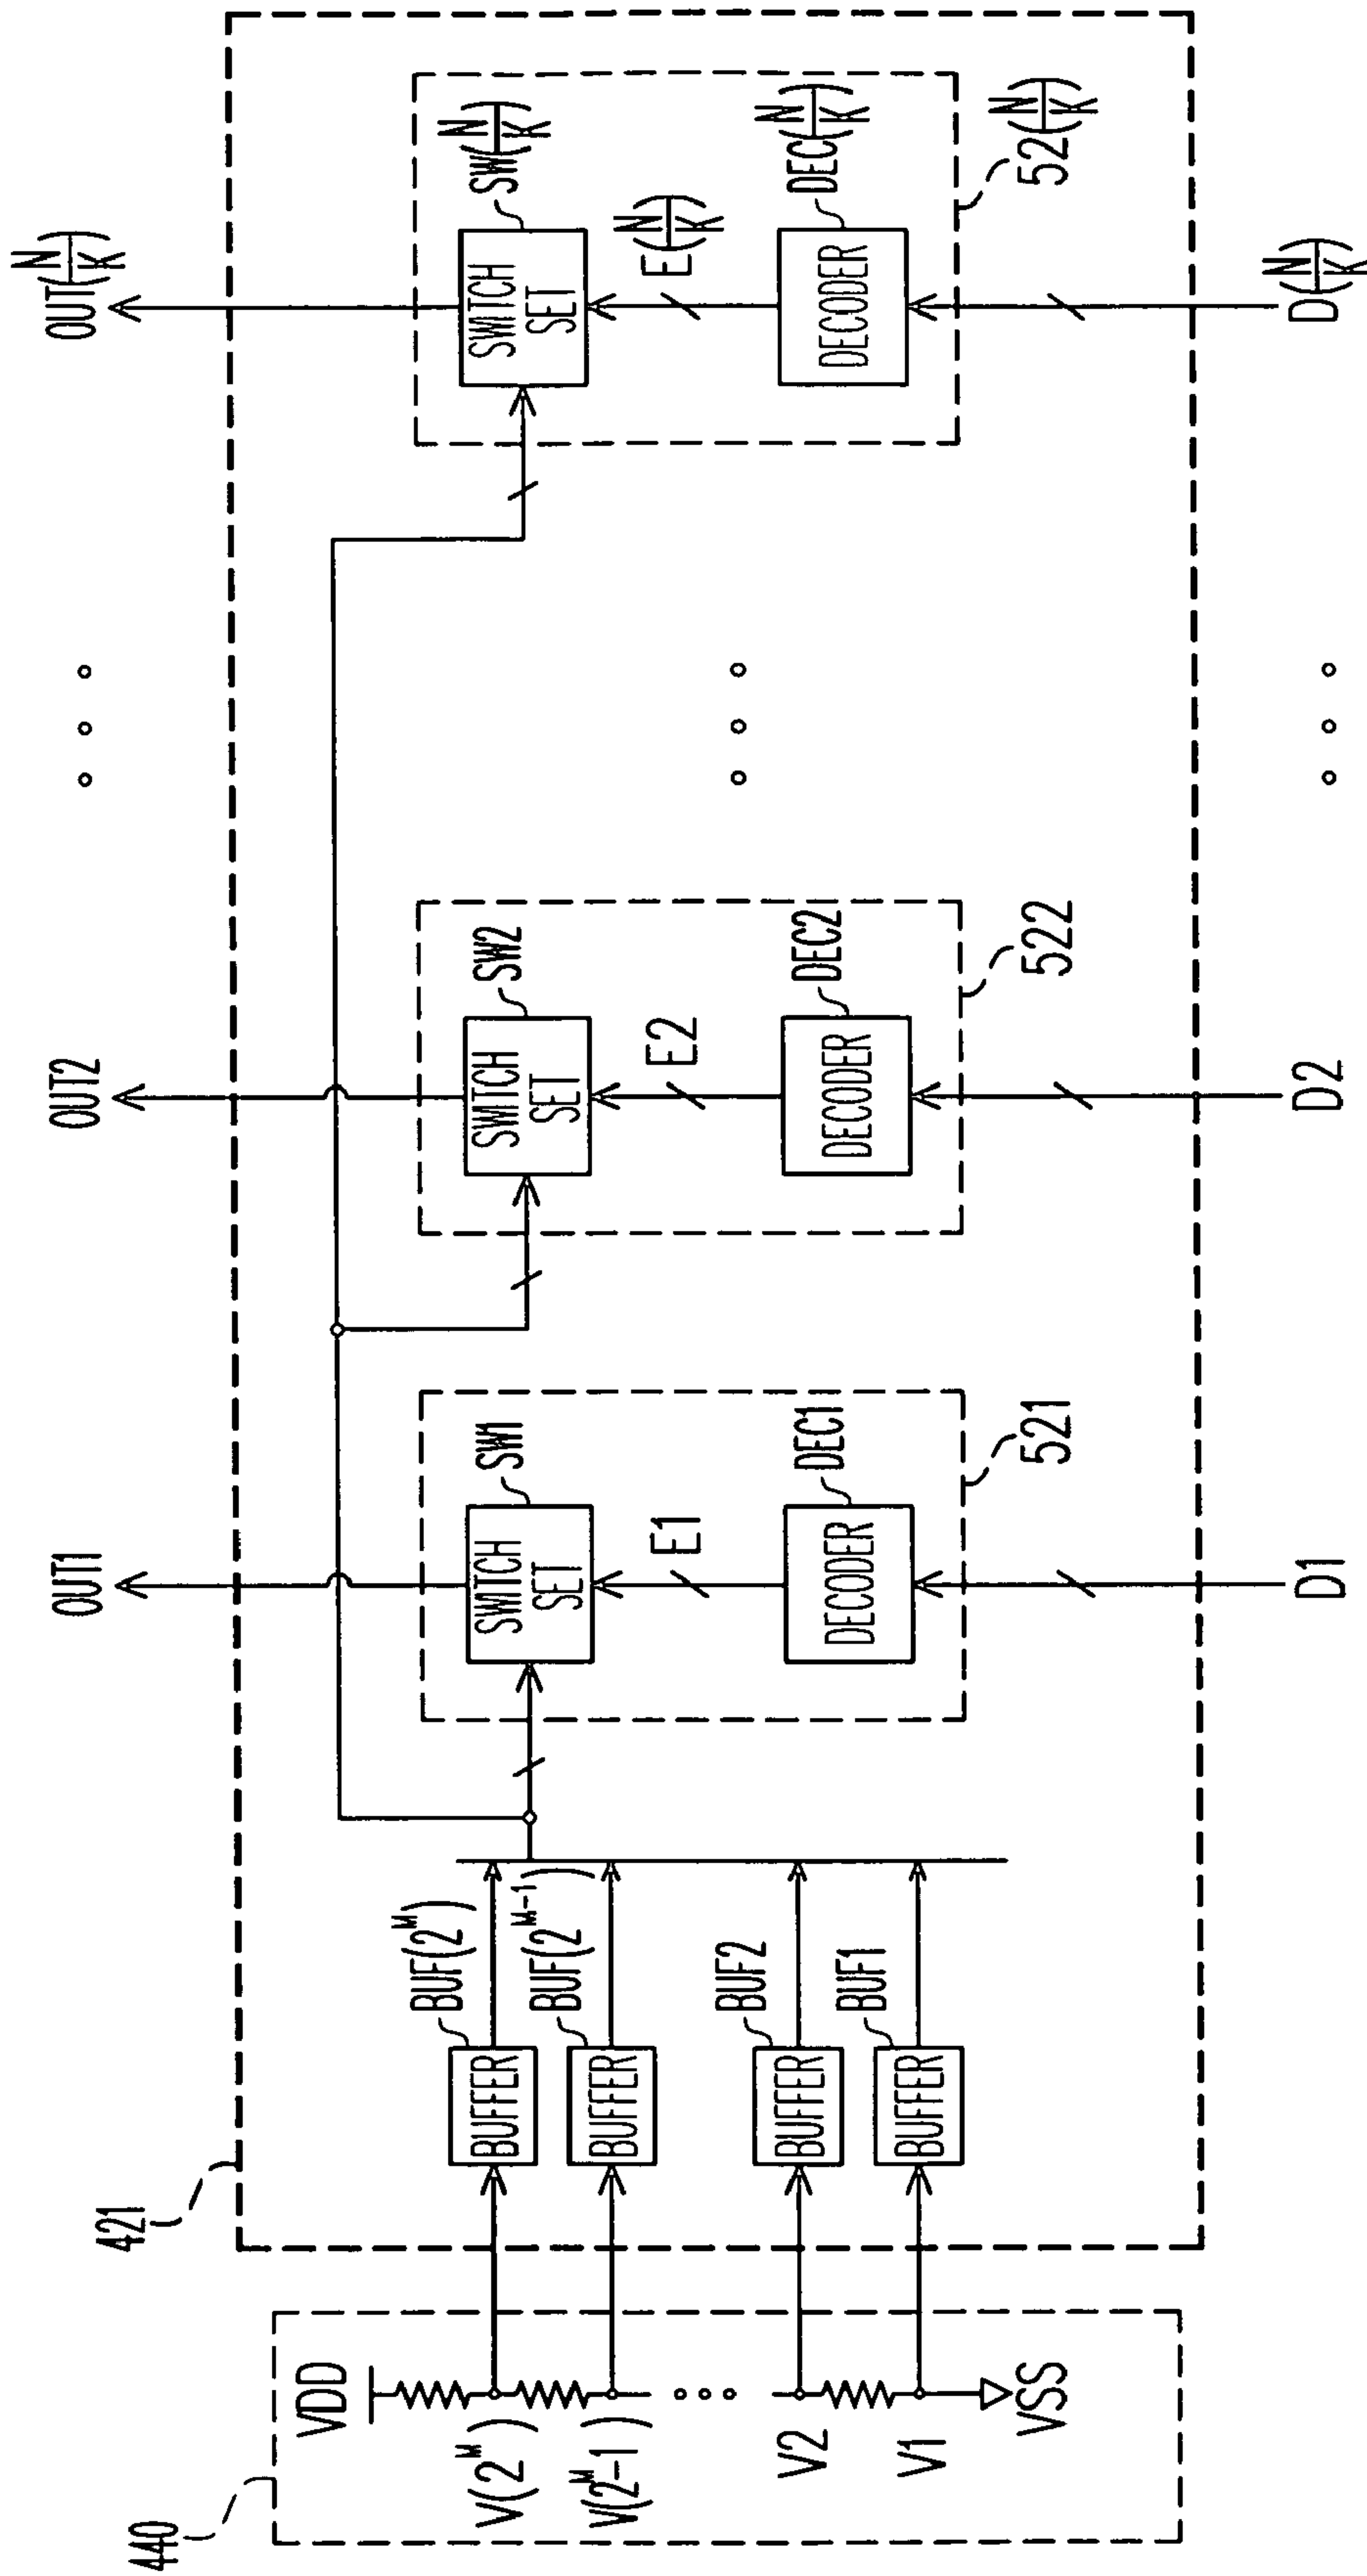 440
VDD
V(2^M)
V(2^M-1)
V2
V1
VSS
421
BUFFER
BUF(2^M)
BUFFER
BUF(2^M-1)
BUFFER
BUF2
BUFFER
BUF1
OUT1
SWITCH
SET
SW1
E1
DECODER
DEC1
521
D1
OUT2
SWITCH
SET
SW2
E2
DECODER
DEC2
522
D2
OUT(N/K)
SWITCH
SET
SW(N/K)
E(N/K)
DECODER
DEC(N/K)
52(N/K)
D(N/K)